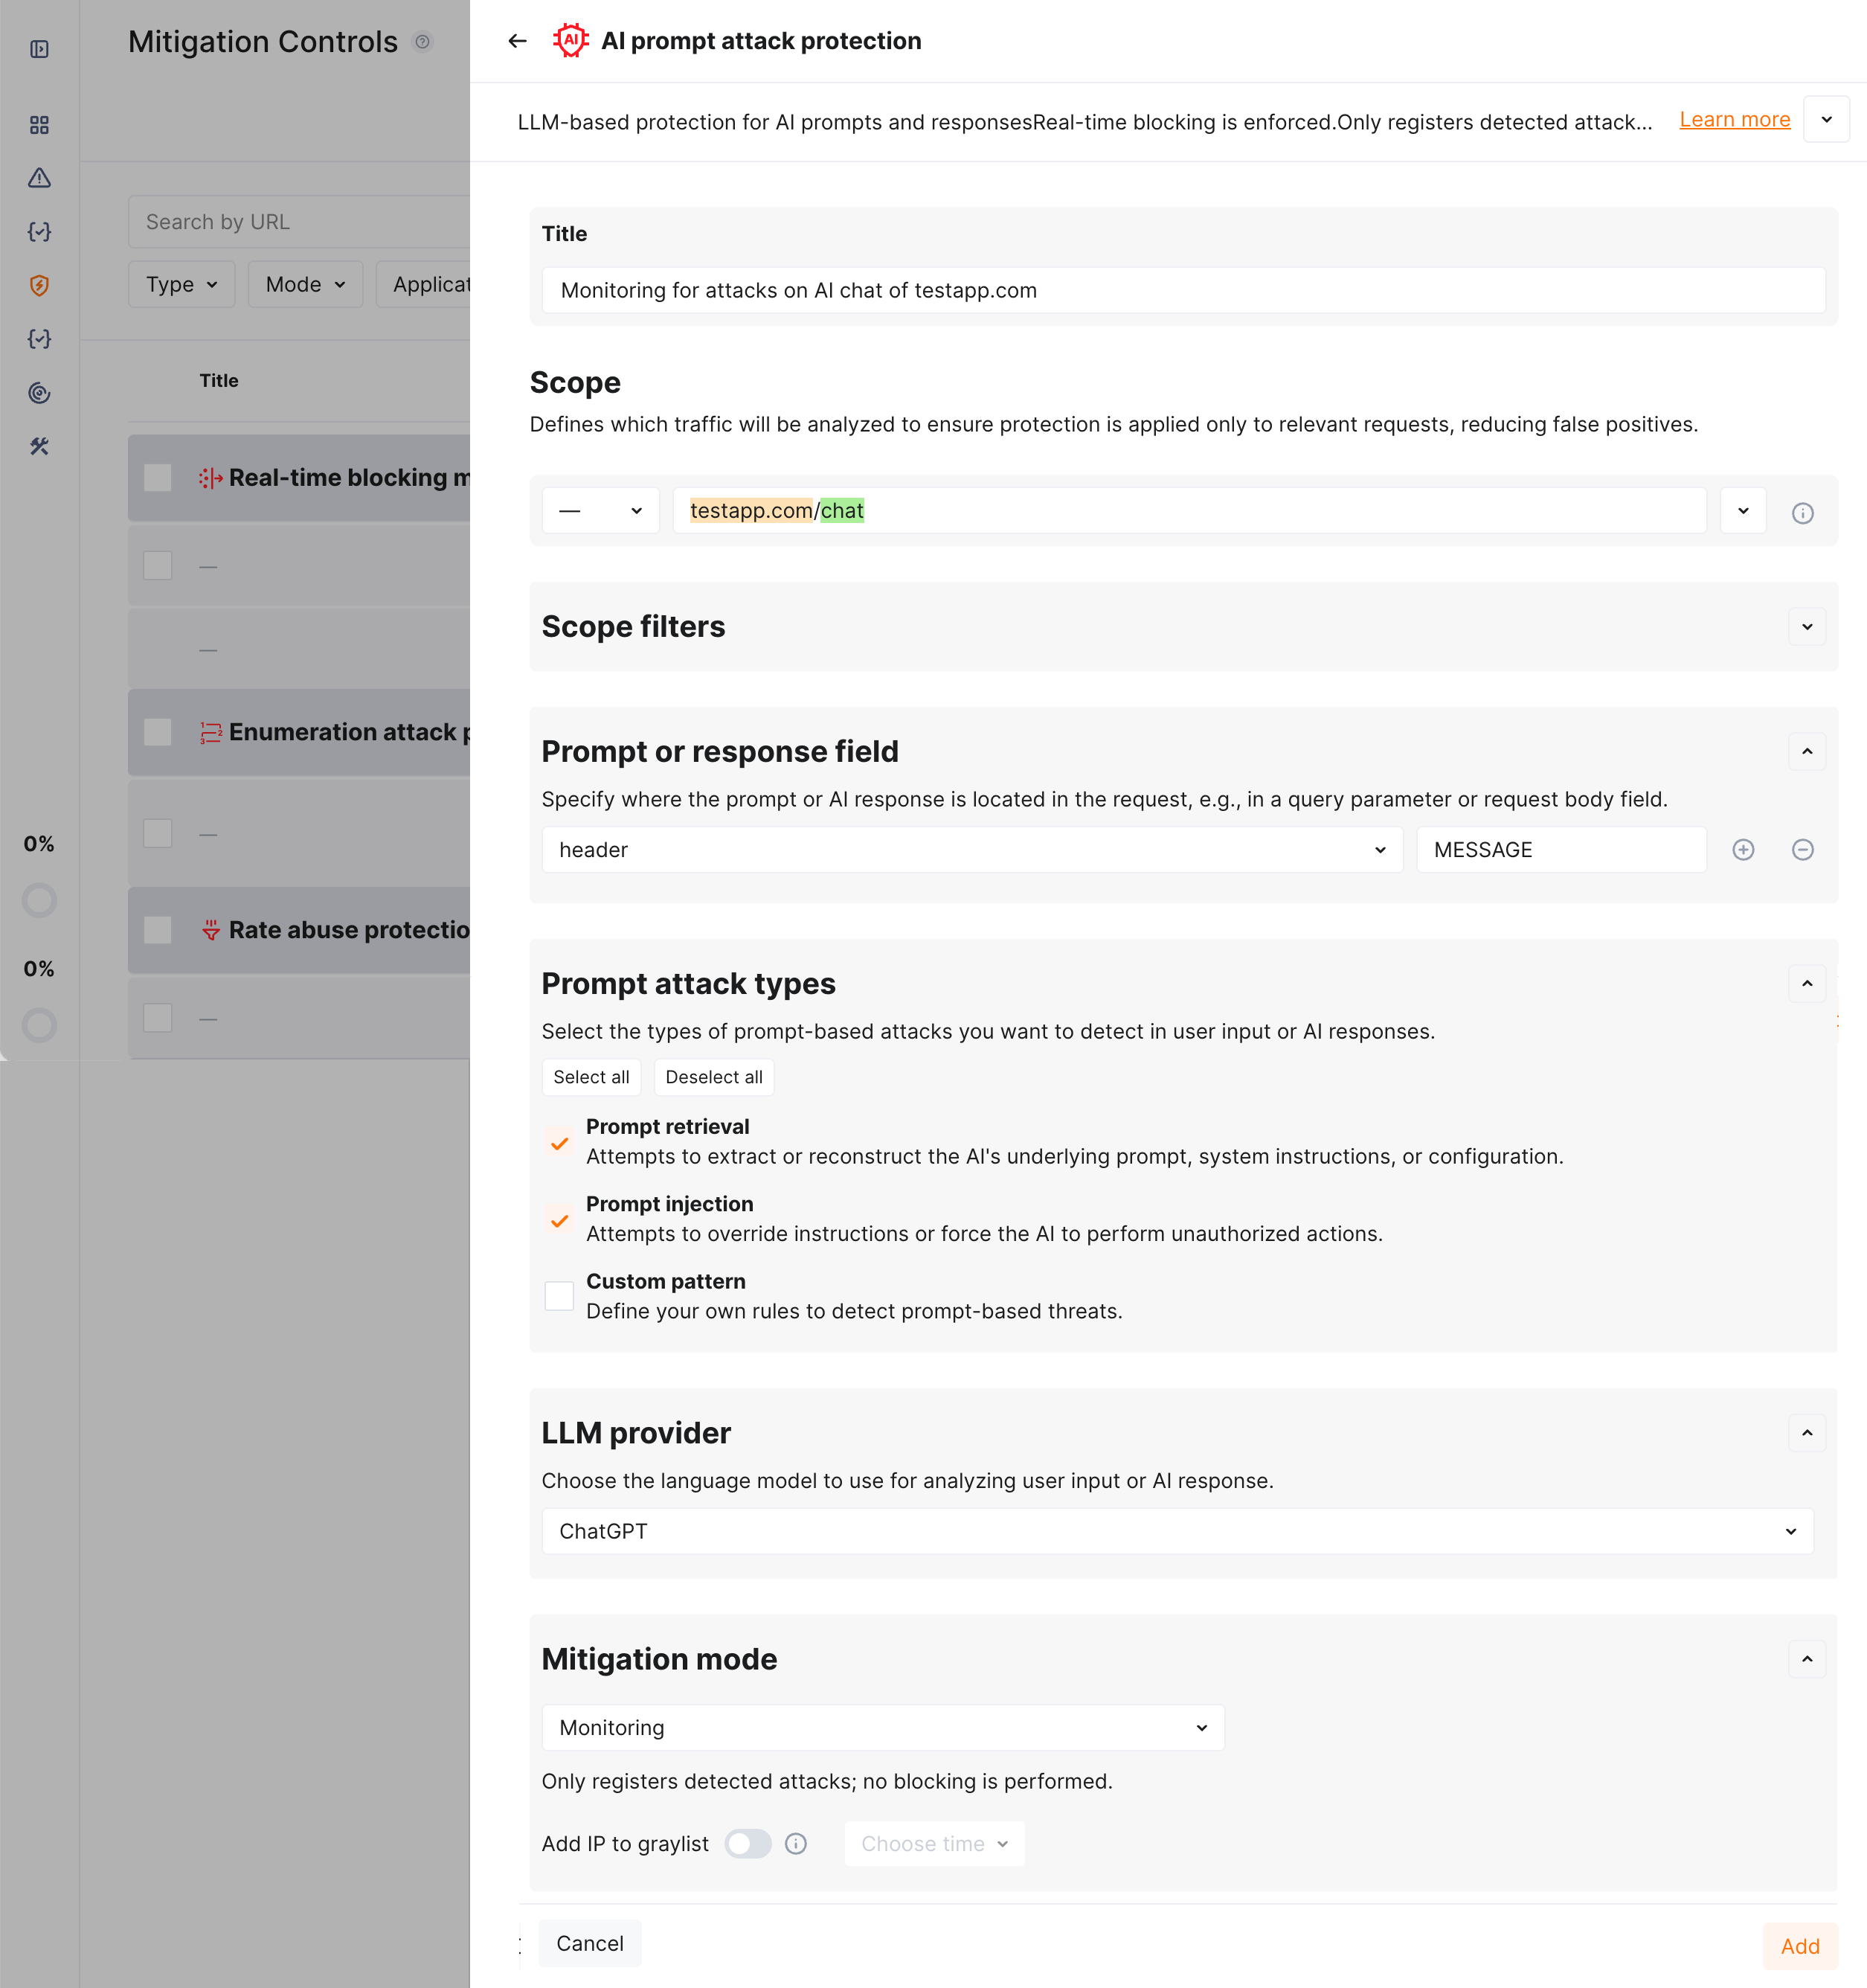 Mitigation Controls
Search by URL
Type
Mode
Applicat
Title
Real-time blocking m
—
—
Enumeration attack p
—
Rate abuse protectio
—
0%
0%
AI AI prompt attack protection
LLM-based protection for AI prompts and responsesReal-time blocking is enforced.Only registers detected attack...
Learn more
Title
Monitoring for attacks on AI chat of testapp.com
Scope
Defines which traffic will be analyzed to ensure protection is applied only to relevant requests, reducing false positives.
—
testapp.com/chat
Scope filters
Prompt or response field
Specify where the prompt or AI response is located in the request, e.g., in a query parameter or request body field.
header
MESSAGE
Prompt attack types
Select the types of prompt-based attacks you want to detect in user input or AI responses.
Select all
Deselect all
Prompt retrieval
Attempts to extract or reconstruct the AI's underlying prompt, system instructions, or configuration.
Prompt injection
Attempts to override instructions or force the AI to perform unauthorized actions.
Custom pattern
Define your own rules to detect prompt-based threats.
LLM provider
Choose the language model to use for analyzing user input or AI response.
ChatGPT
Mitigation mode
Monitoring
Only registers detected attacks; no blocking is performed.
Add IP to graylist
Choose time
Cancel
Add